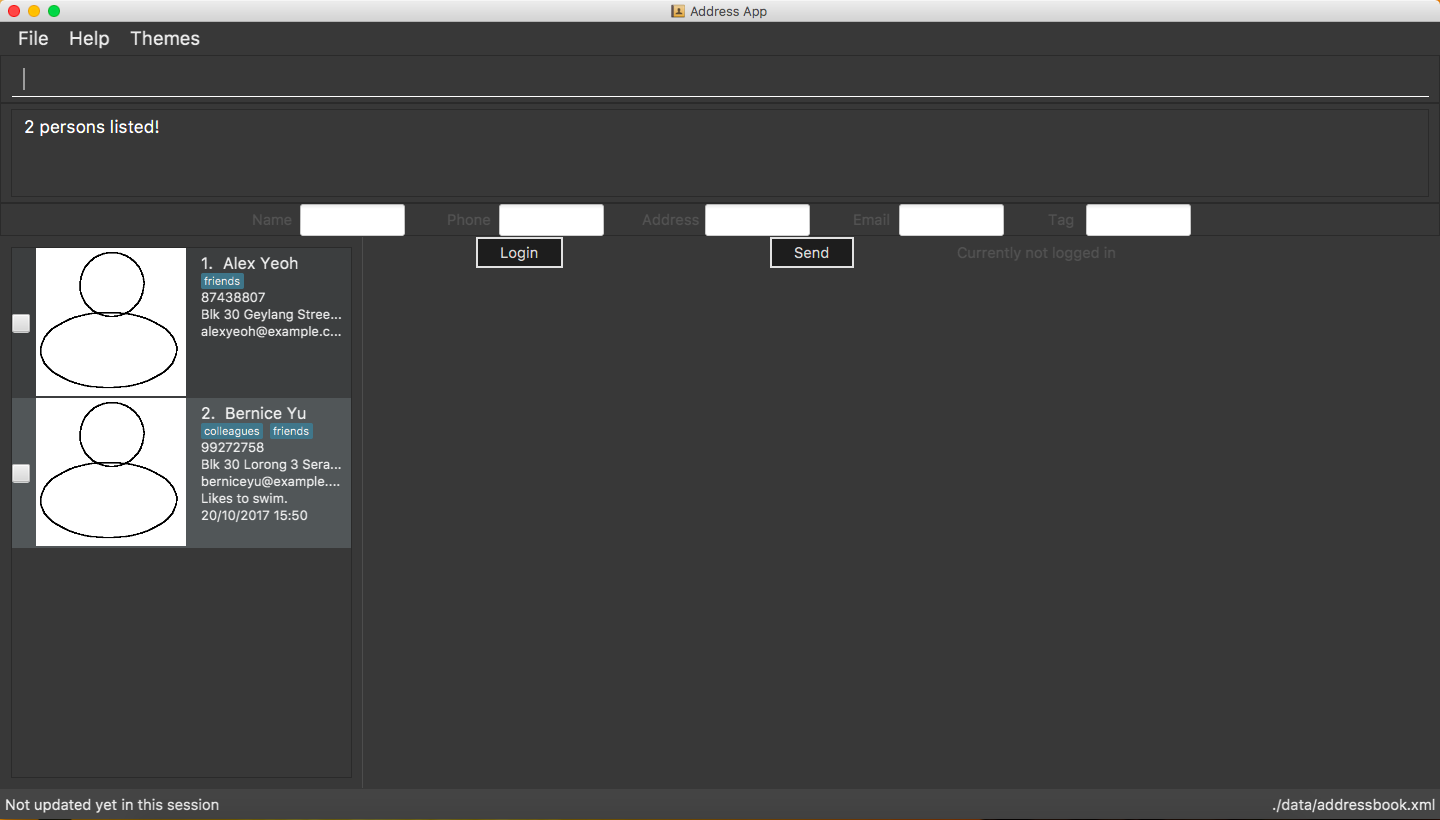 Address App
File Help Themes
2 persons listed!
Name Phone Address Email Tag
Login Send Currently not logged in
1. Alex Yeoh
friends
87438807
Blk 30 Geylang Stree...
alexyeoh@example.c...
2. Bernice Yu
colleagues friends
99272758
Blk 30 Lorong 3 Sera...
berniceyu@example....
Likes to swim.
20/10/2017 15:50
Not updated yet in this session ./data/addressbook.xml